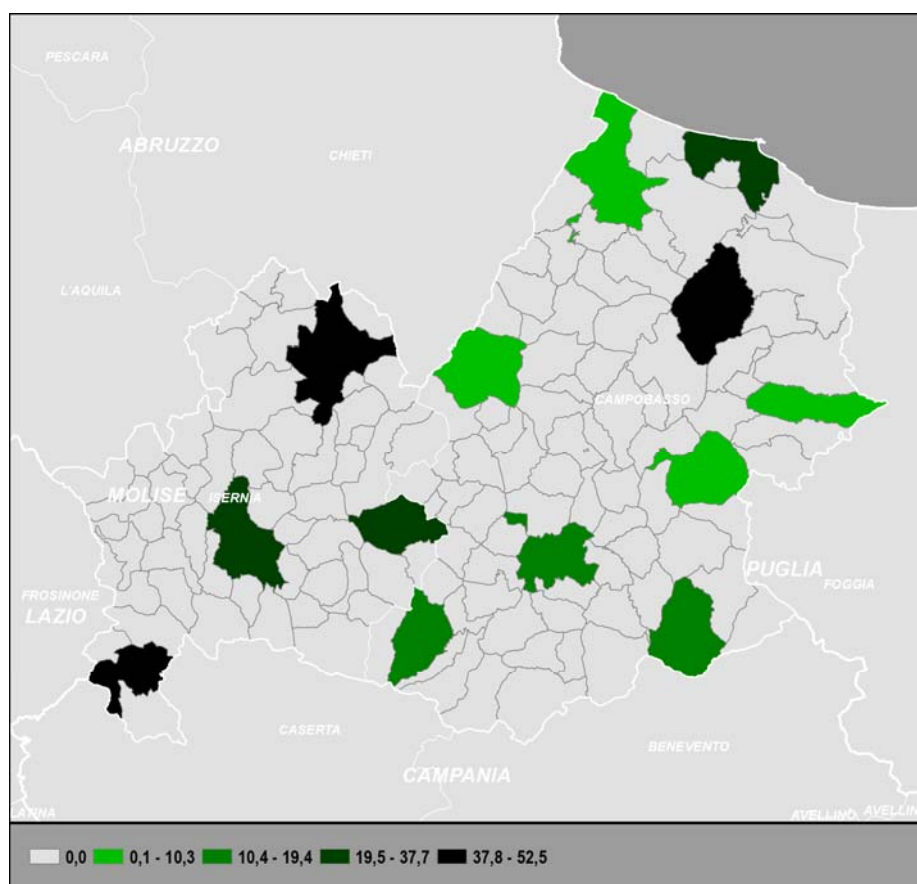 PESCARA
ABRUZZO
CHIETI
L'AQUILA
CAMPOBASSO
MOLISE
ISERNIA
PUGLIA
FOGGIA
FROSINONE
LAZIO
CASERTA
BENEVENTO
CAMPANIA
LATINA
AVELLINO
AVELLINO
0,0 0,1 - 10,3 10,4 - 19,4 19,5 - 37,7 37,8 - 52,5